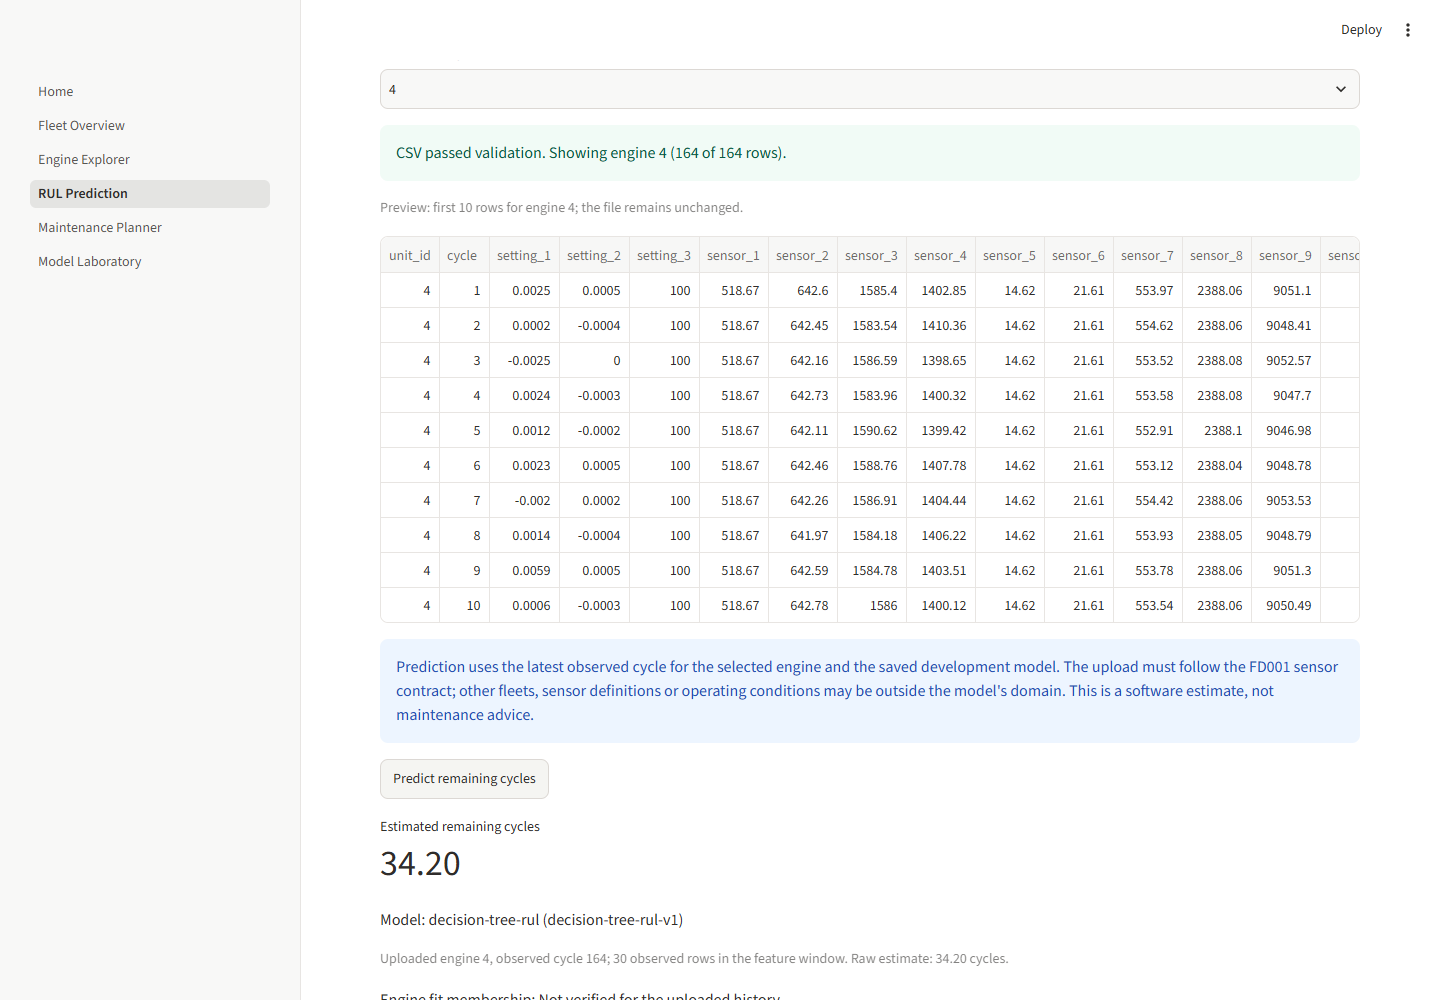 Deploy
Home
Fleet Overview
Engine Explorer
RUL Prediction
Maintenance Planner
Model Laboratory
4
CSV passed validation. Showing engine 4 (164 of 164 rows).
Preview: first 10 rows for engine 4; the file remains unchanged.
unit_id cycle setting_1 setting_2 setting_3 sensor_1 sensor_2 sensor_3 sensor_4 sensor_5 sensor_6 sensor_7 sensor_8 sensor_9 senso
4 1 0.0025 0.0005 100 518.67 642.6 1585.4 1402.85 14.62 21.61 553.97 2388.06 9051.1
4 2 0.0002 -0.0004 100 518.67 642.45 1583.54 1410.36 14.62 21.61 554.62 2388.06 9048.41
4 3 -0.0025 0 100 518.67 642.16 1586.59 1398.65 14.62 21.61 553.52 2388.08 9052.57
4 4 0.0024 -0.0003 100 518.67 642.73 1583.96 1400.32 14.62 21.61 553.58 2388.08 9047.7
4 5 0.0012 -0.0002 100 518.67 642.11 1590.62 1399.42 14.62 21.61 552.91 2388.1 9046.98
4 6 0.0023 0.0005 100 518.67 642.46 1588.76 1407.78 14.62 21.61 553.12 2388.04 9048.78
4 7 -0.002 0.0002 100 518.67 642.26 1586.91 1404.44 14.62 21.61 554.42 2388.06 9053.53
4 8 0.0014 -0.0004 100 518.67 641.97 1584.18 1406.22 14.62 21.61 553.93 2388.05 9048.79
4 9 0.0059 0.0005 100 518.67 642.59 1584.78 1403.51 14.62 21.61 553.78 2388.06 9051.3
4 10 0.0006 -0.0003 100 518.67 642.78 1586 1400.12 14.62 21.61 553.54 2388.06 9050.49
Prediction uses the latest observed cycle for the selected engine and the saved development model. The upload must follow the FD001 sensor
contract; other fleets, sensor definitions or operating conditions may be outside the model's domain. This is a software estimate, not
maintenance advice.
Predict remaining cycles
Estimated remaining cycles
34.20
Model: decision-tree-rul (decision-tree-rul-v1)
Uploaded engine 4, observed cycle 164; 30 observed rows in the feature window. Raw estimate: 34.20 cycles.
Engine fit membership: Not verified for the uploaded history